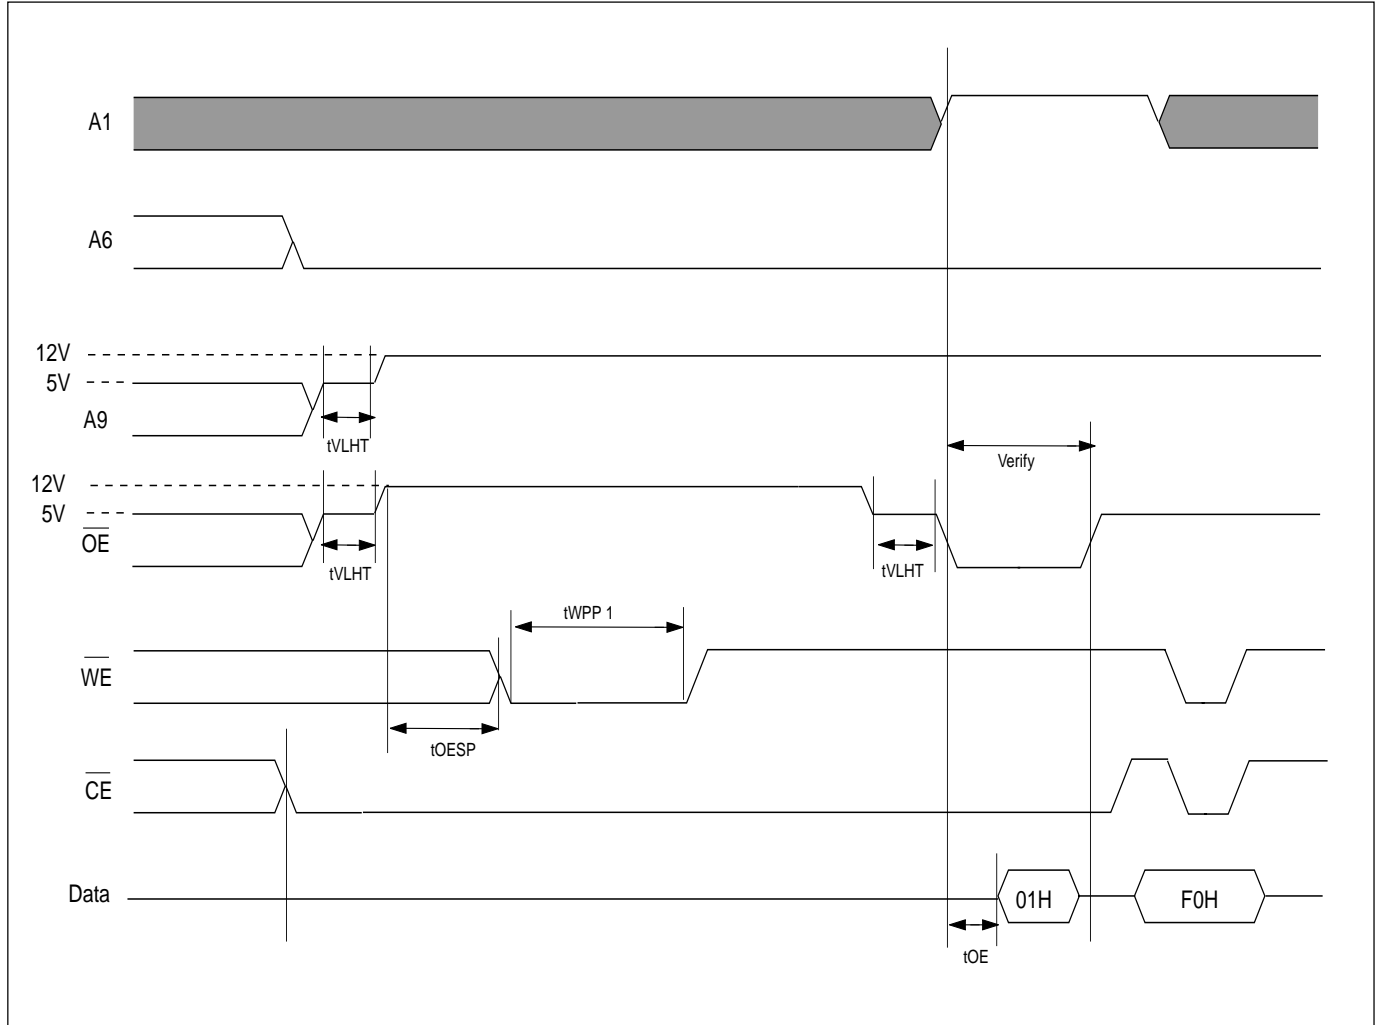 A1
A6
12V
5V
A9
tVLHT
Verify
12V
5V
OE
tVLHT
tVLHT
tWPP 1
WE
tOESP
CE
Data
01H
F0H
tOE